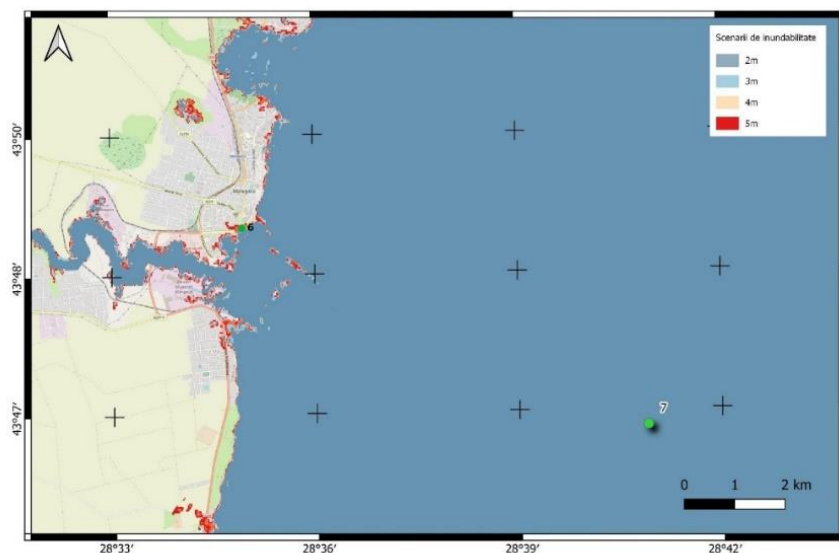 Scenarii de inundabilitate
2m
3m
4m
5m
43°50'
43°48'
43°47'
Mangalia
6
7
0 1 2 km
28°33' 28°36' 28°39' 28°42'